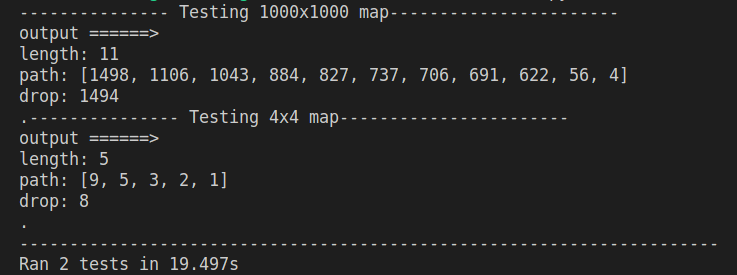 --------------- Testing 1000x1000 map-----------------------
output ======>
length: 11
path: [1498, 1106, 1043, 884, 827, 737, 706, 691, 622, 56, 4]
drop: 1494
.--------------- Testing 4x4 map-----------------------
output ======>
length: 5
path: [9, 5, 3, 2, 1]
drop: 8
.
----------------------------------------------------------------------
Ran 2 tests in 19.497s